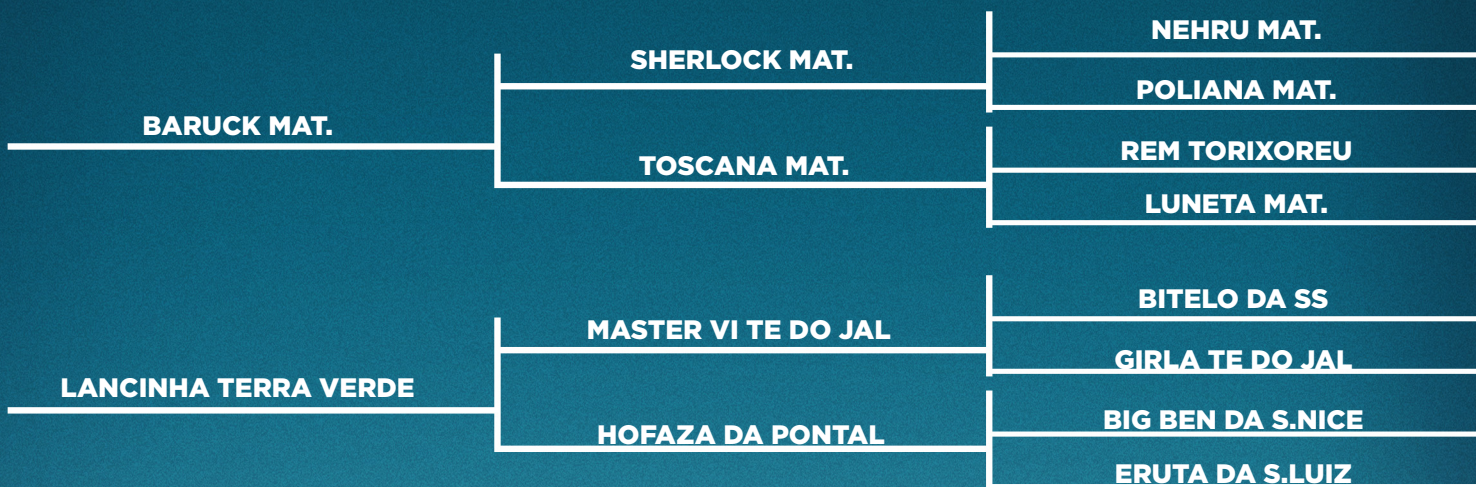 BARUCK MAT.
SHERLOCK MAT.
NEHRU MAT.
POLIANA MAT.
TOSCANA MAT.
REM TORIXOREU
LUNETA MAT.
LANCINHA TERRA VERDE
MASTER VI TE DO JAL
BITELO DA SS
GIRLA TE DO JAL
HOFAZA DA PONTAL
BIG BEN DA S.NICE
ERUTA DA S.LUIZ